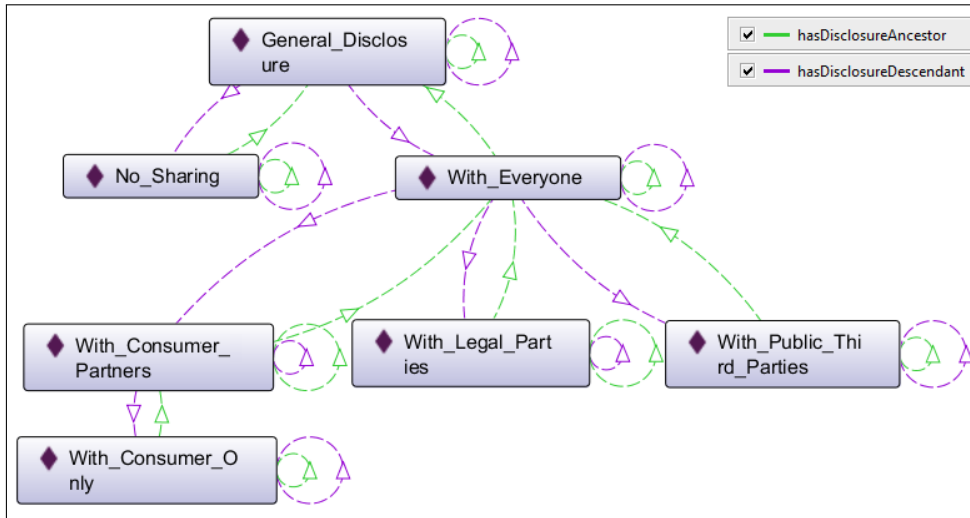 General_Disclos
ure
hasDisclosureAncestor
hasDisclosureDescendant
No_Sharing
With_Everyone
With_Consumer_
Partners
With_Legal_Part
ies
With_Public_Thi
rd_Parties
With_Consumer_O
nly